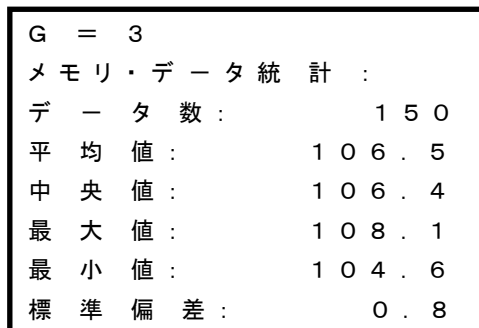 G = 3
メモリ・データ統計:
データ数: 150
平均値: 106.5
中央値: 106.4
最大値: 108.1
最小値: 104.6
標準偏差: 0.8